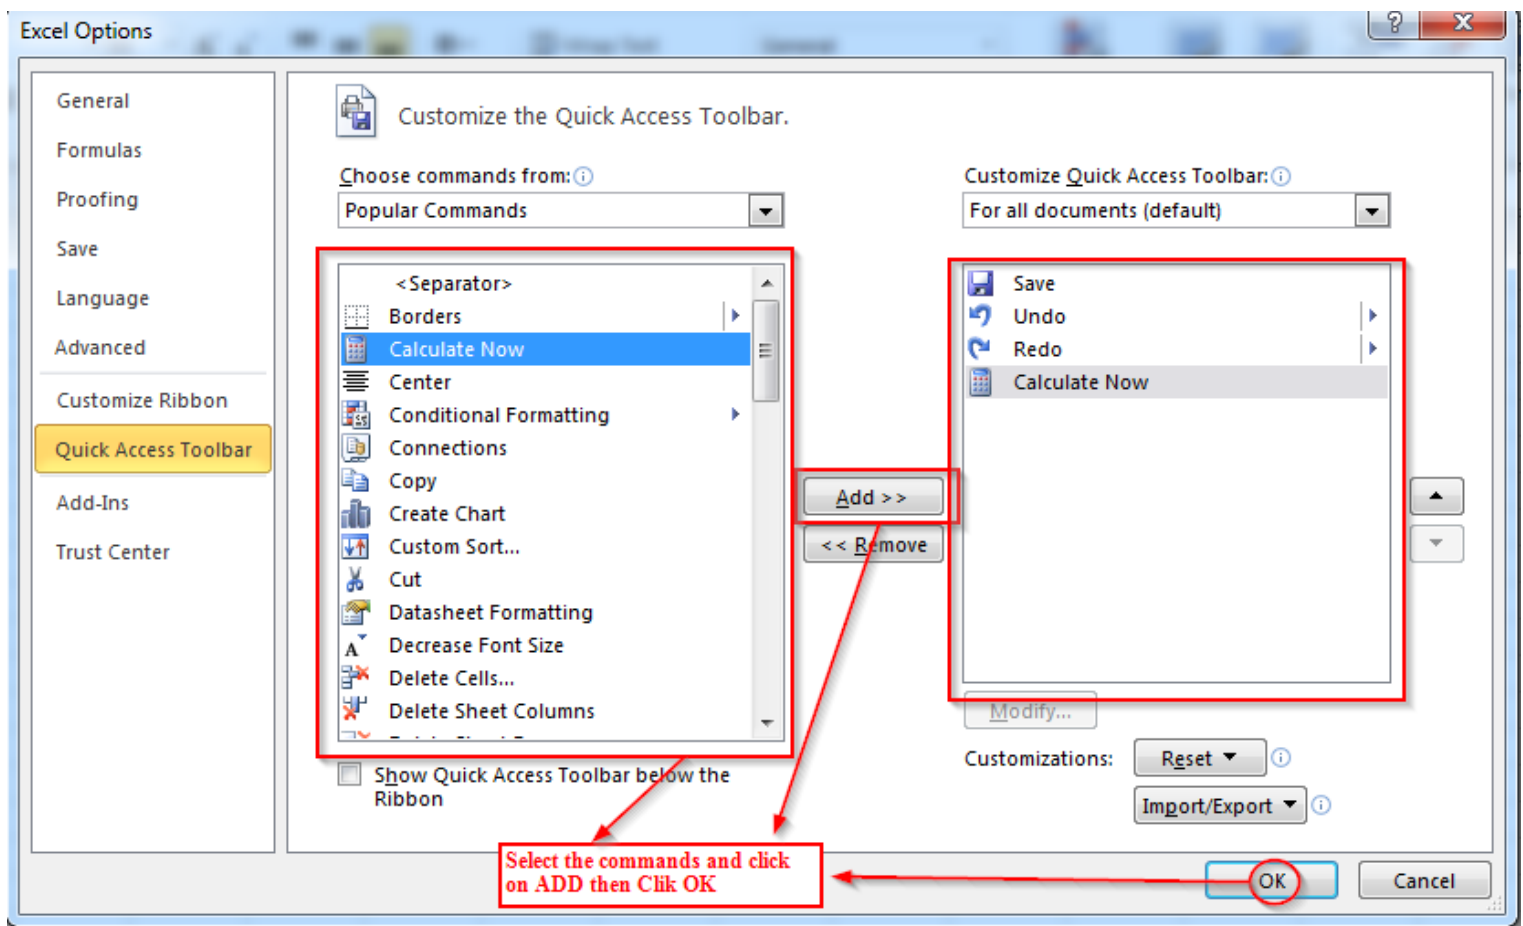 Excel Options
General
Formulas
Proofing
Save
Language
Advanced
Customize Ribbon
Quick Access Toolbar
Add-Ins
Trust Center
Customize the Quick Access Toolbar.
Choose commands from:
Popular Commands
<Separator>
Borders
Calculate Now
Center
Conditional Formatting
Connections
Copy
Create Chart
Custom Sort...
Cut
Datasheet Formatting
Decrease Font Size
Delete Cells...
Delete Sheet Columns
Show Quick Access Toolbar below the
Ribbon
Add >>
<< Remove
Customize Quick Access Toolbar:
For all documents (default)
Save
Undo
Redo
Calculate Now
Modify...
Customizations:
Reset
Import/Export
Select the commands and click
on ADD then Clik OK
OK
Cancel